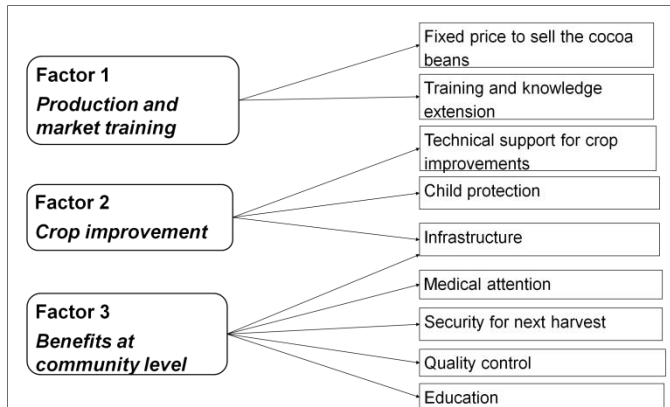 Factor 1
Production and
market training
Factor 2
Crop improvement
Factor 3
Benefits at
community level
Fixed price to sell the cocoa
beans
Training and knowledge
extension
Technical support for crop
improvements
Child protection
Infrastructure
Medical attention
Security for next harvest
Quality control
Education